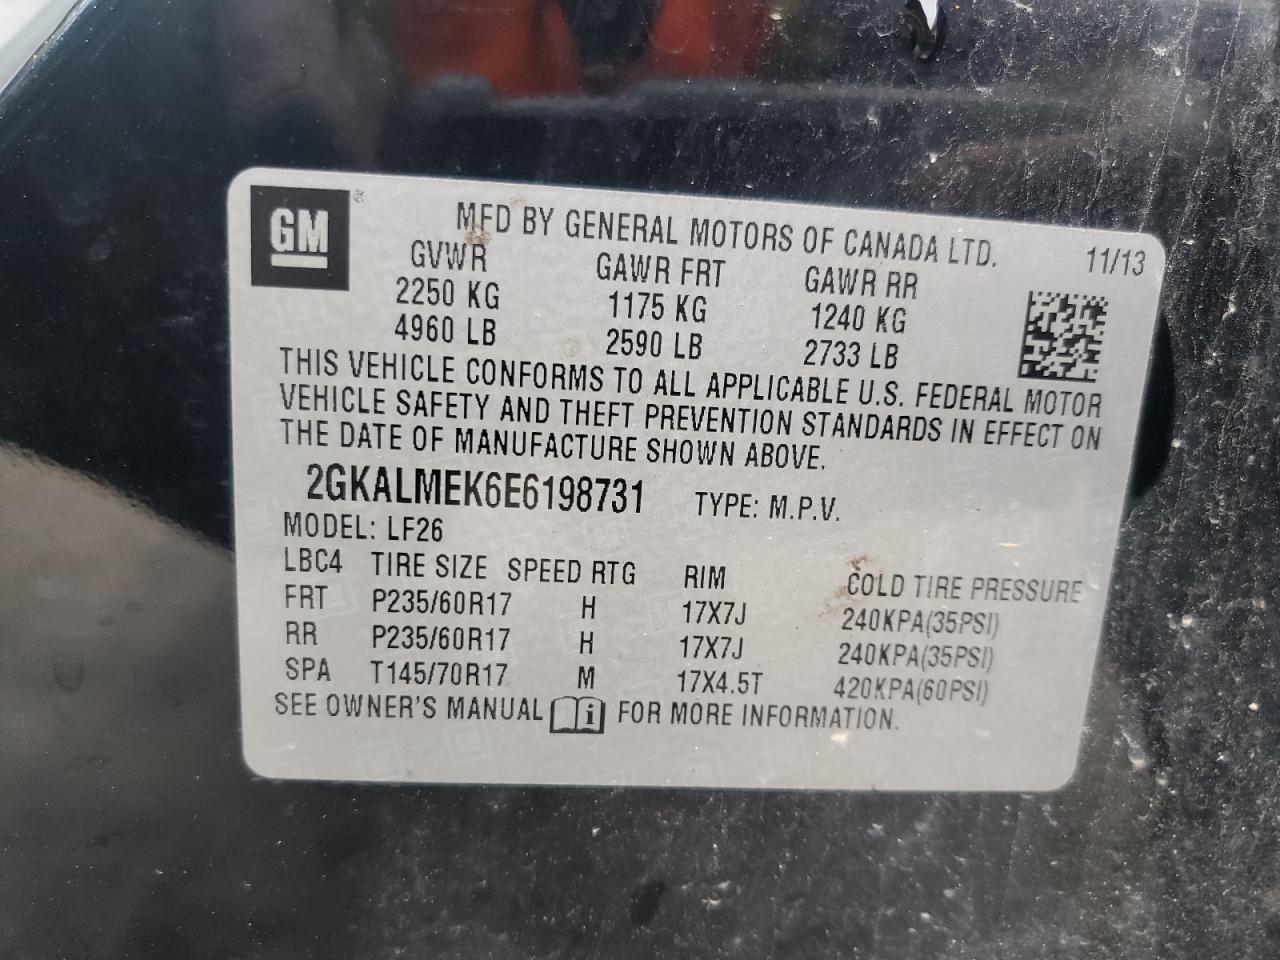 GM ®
MFD BY GENERAL MOTORS OF CANADA LTD. 11/13
GVWR GAWR FRT GAWR RR
2250 KG 1175 KG 1240 KG
4960 LB 2590 LB 2733 LB
THIS VEHICLE CONFORMS TO ALL APPLICABLE U.S. FEDERAL MOTOR
VEHICLE SAFETY AND THEFT PREVENTION STANDARDS IN EFFECT ON
THE DATE OF MANUFACTURE SHOWN ABOVE.
2GKALMEK6E6198731 TYPE: M.P.V.
MODEL: LF26
LBC4 TIRE SIZE SPEED RTG RIM COLD TIRE PRESSURE
FRT P235/60R17 H 17X7J 240KPA(35PSI)
RR P235/60R17 H 17X7J 240KPA(35PSI)
SPA T145/70R17 M 17X4.5T 420KPA(60PSI)
SEE OWNER'S MANUAL i FOR MORE INFORMATION.